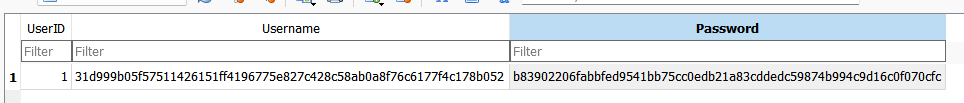 UserID Username Password
Filter Filter Filter
1 1 31d999b05f57511426151ff4196775e827c428c58ab0a8f76c6177f4c178b052 b83902206fabbfed9541bb75cc0edb21a83cddedc59874b994c9d16c0f070cfc